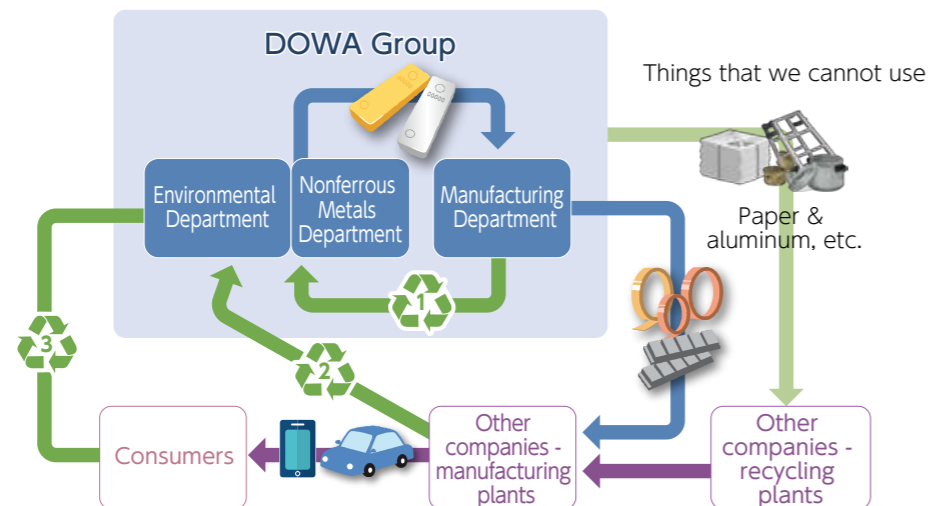 DOWA Group
Things that we cannot use
Environmental
Department
Nonferrous
Metals
Department
Manufacturing
Department
Paper &
aluminum, etc.
1
3
2
Consumers
Other
companies -
manufacturing
plants
Other
companies -
recycling
plants